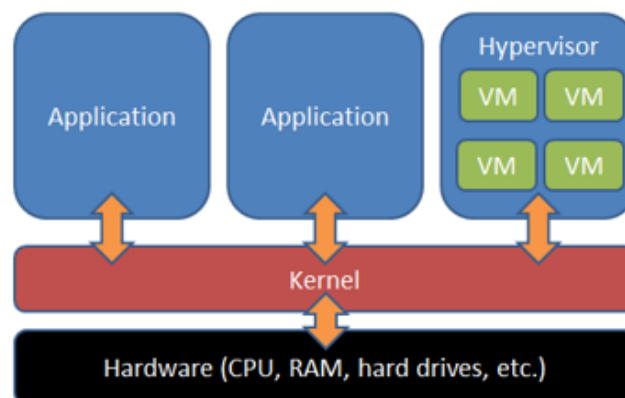 Application
Application
Hypervisor
VM VM
VM VM
Kernel
Hardware (CPU, RAM, hard drives, etc.)